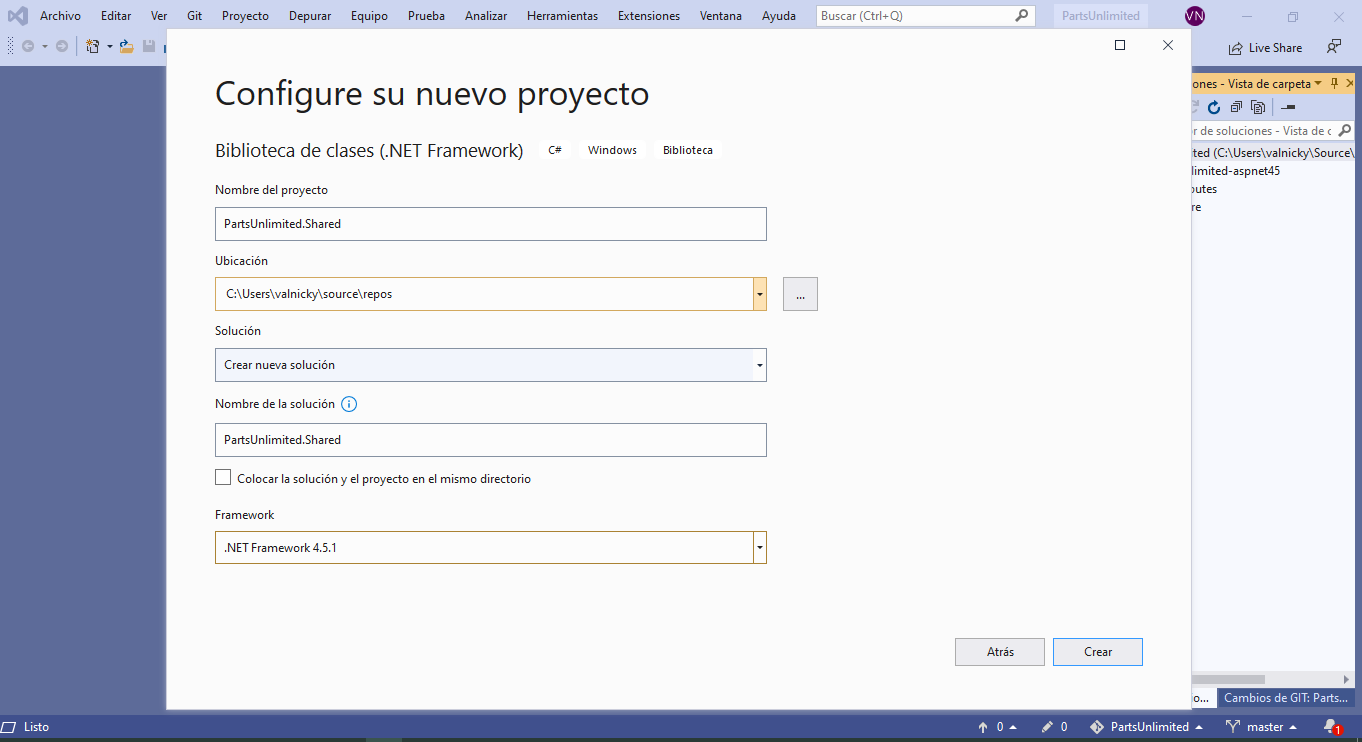 Archivo Editar Ver Git Proyecto Depurar Equipo Prueba Analizar Herramientas Extensiones Ventana Ayuda Buscar (Ctrl+Q) PartsUnlimited VN
Live Share
Configure su nuevo proyecto
ones - Vista de carpeta
Biblioteca de clases (.NET Framework) C# Windows Biblioteca
r de soluciones - Vista de c
ited (C:\Users\valnicky\Source\
limited-aspnet45
Nombre del proyecto
butes
re
PartsUnlimited.Shared
Ubicación
C:\Users\valnicky\source\repos
...
Solución
Crear nueva solución
Nombre de la solución
PartsUnlimited.Shared
Colocar la solución y el proyecto en el mismo directorio
Framework
.NET Framework 4.5.1
Atrás Crear
o... Cambios de GIT: Parts...
Listo 0 0 PartsUnlimited master 1